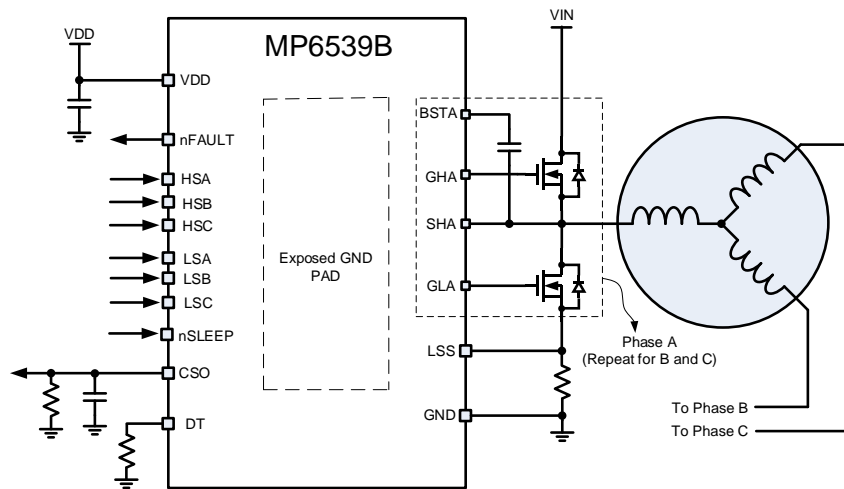 VDD
MP6539B
VIN
VDD
nFAULT
HSA
HSB
HSC
LSA
LSB
LSC
nSLEEP
CSO
DT
Exposed GND
PAD
BSTA
GHA
SHA
GLA
LSS
GND
Phase A
(Repeat for B and C)
To Phase B
To Phase C